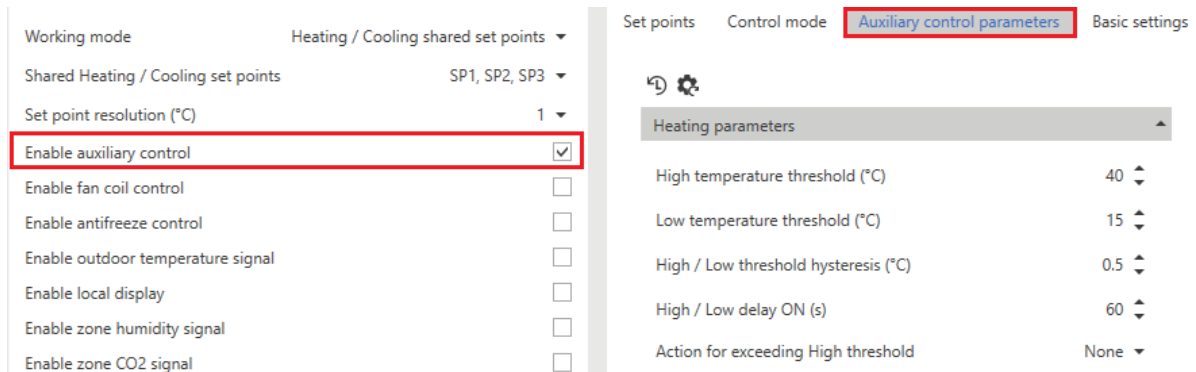 Working mode Heating / Cooling shared set points
Shared Heating / Cooling set points SP1, SP2, SP3
Set point resolution (°C) 1
Enable auxiliary control
Enable fan coil control
Enable antifreeze control
Enable outdoor temperature signal
Enable local display
Enable zone humidity signal
Enable zone CO2 signal
Set points Control mode Auxiliary control parameters Basic settings
Heating parameters
High temperature threshold (°C) 40
Low temperature threshold (°C) 15
High / Low threshold hysteresis (°C) 0.5
High / Low delay ON (s) 60
Action for exceeding High threshold None